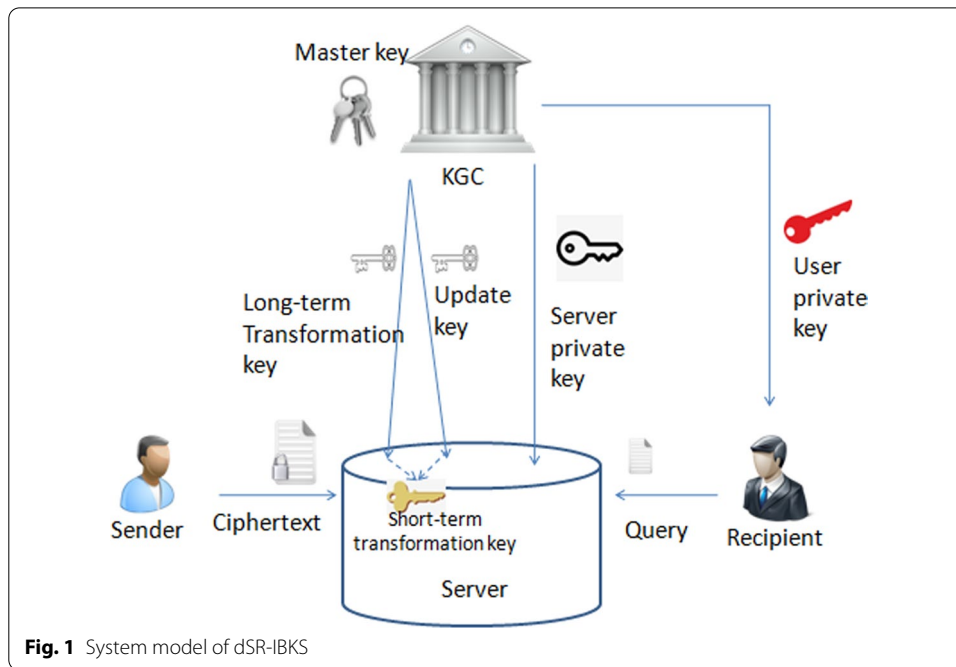 Master key
KGC
Long-term
Transformation
key
Update
key
Server
private
key
User
private
key
Sender
Ciphertext
Short-term
transformation key
Server
Query
Recipient
Fig. 1 System model of dSR-IBKS